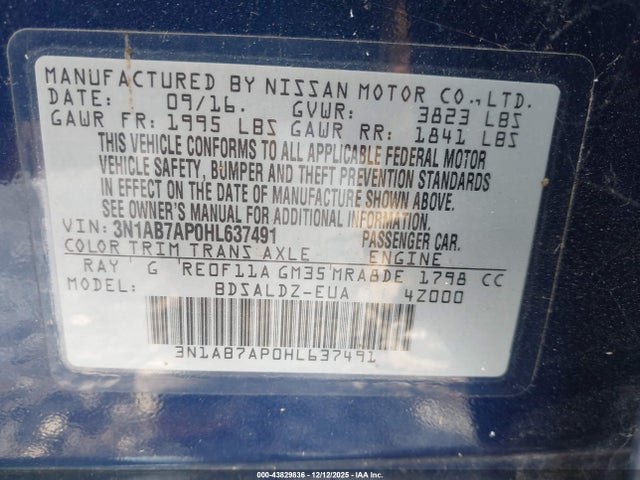 MANUFACTURED BY NISSAN MOTOR CO., LTD.
DATE: 09/16. GVWR: 3823 LBS
GAWR FR: 1995 LBS GAWR RR: 1841 LBS
THIS VEHICLE CONFORMS TO ALL APPLICABLE FEDERAL MOTOR
VEHICLE SAFETY, BUMPER AND THEFT PREVENTION STANDARDS
IN EFFECT ON THE DATE OF MANUFACTURE SHOWN ABOVE.
SEE OWNER'S MANUAL FOR ADDITIONAL INFORMATION.
VIN: 3N1AB7AP0HL637491 PASSENGER CAR.
COLOR TRIM TRANS AXLE ENGINE
RAY G RE0F11A GM35 MRA8DE 1798 CC
MODEL: BDSALDZ-EUA 4Z000
3N1AB7AP0HL637491
000-43829836 - 12/12/2025 - IAA Inc.